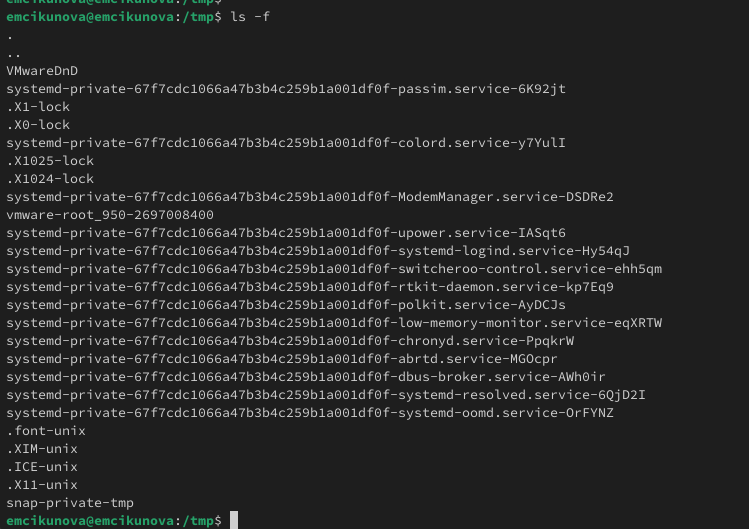 emcikunova@emcikunova:/tmp$
emcikunova@emcikunova:/tmp$ ls -f
.
..
VMwareDnD
systemd-private-67f7cdc1066a47b3b4c259b1a001df0f-passim.service-6K92jt
.X1-lock
.X0-lock
systemd-private-67f7cdc1066a47b3b4c259b1a001df0f-colord.service-y7YulI
.X1025-lock
.X1024-lock
systemd-private-67f7cdc1066a47b3b4c259b1a001df0f-ModemManager.service-DSDRe2
vmware-root_950-2697008400
systemd-private-67f7cdc1066a47b3b4c259b1a001df0f-upower.service-IASqt6
systemd-private-67f7cdc1066a47b3b4c259b1a001df0f-systemd-logind.service-Hy54qJ
systemd-private-67f7cdc1066a47b3b4c259b1a001df0f-switcheroo-control.service-ehh5qm
systemd-private-67f7cdc1066a47b3b4c259b1a001df0f-rtkit-daemon.service-kp7Eq9
systemd-private-67f7cdc1066a47b3b4c259b1a001df0f-polkit.service-AyDCJs
systemd-private-67f7cdc1066a47b3b4c259b1a001df0f-low-memory-monitor.service-eqXRTW
systemd-private-67f7cdc1066a47b3b4c259b1a001df0f-chronyd.service-PpqkrW
systemd-private-67f7cdc1066a47b3b4c259b1a001df0f-abrtd.service-MGOcpr
systemd-private-67f7cdc1066a47b3b4c259b1a001df0f-dbus-broker.service-AWh0ir
systemd-private-67f7cdc1066a47b3b4c259b1a001df0f-systemd-resolved.service-6QjD2I
systemd-private-67f7cdc1066a47b3b4c259b1a001df0f-systemd-oomd.service-OrFYNZ
.font-unix
.XIM-unix
.ICE-unix
.X11-unix
snap-private-tmp
emcikunova@emcikunova:/tmp$